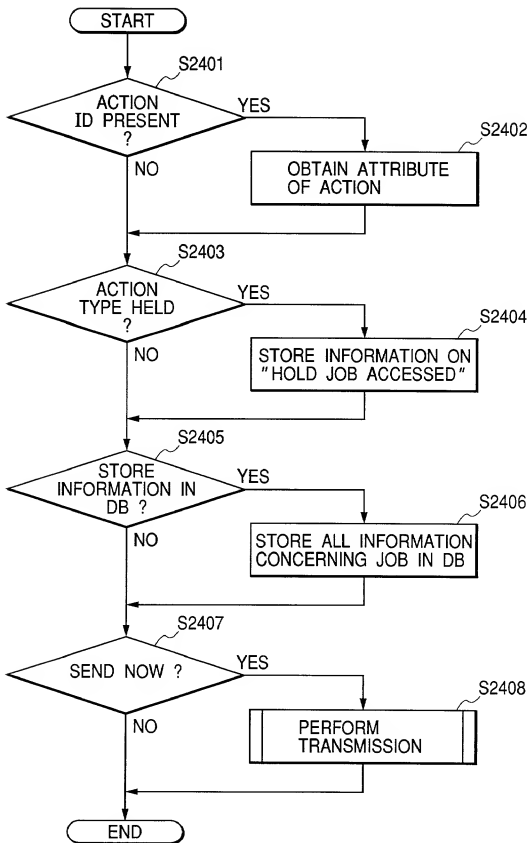 START
S2401
ACTION
ID PRESENT
?
YES
NO
S2402
OBTAIN ATTRIBUTE
OF ACTION
S2403
ACTION
TYPE HELD
?
YES
NO
S2404
STORE INFORMATION ON
"HOLD JOB ACCESSED"
S2405
STORE
INFORMATION IN
DB ?
YES
NO
S2406
STORE ALL INFORMATION
CONCERNING JOB IN DB
S2407
SEND NOW ?
YES
NO
S2408
PERFORM
TRANSMISSION
END